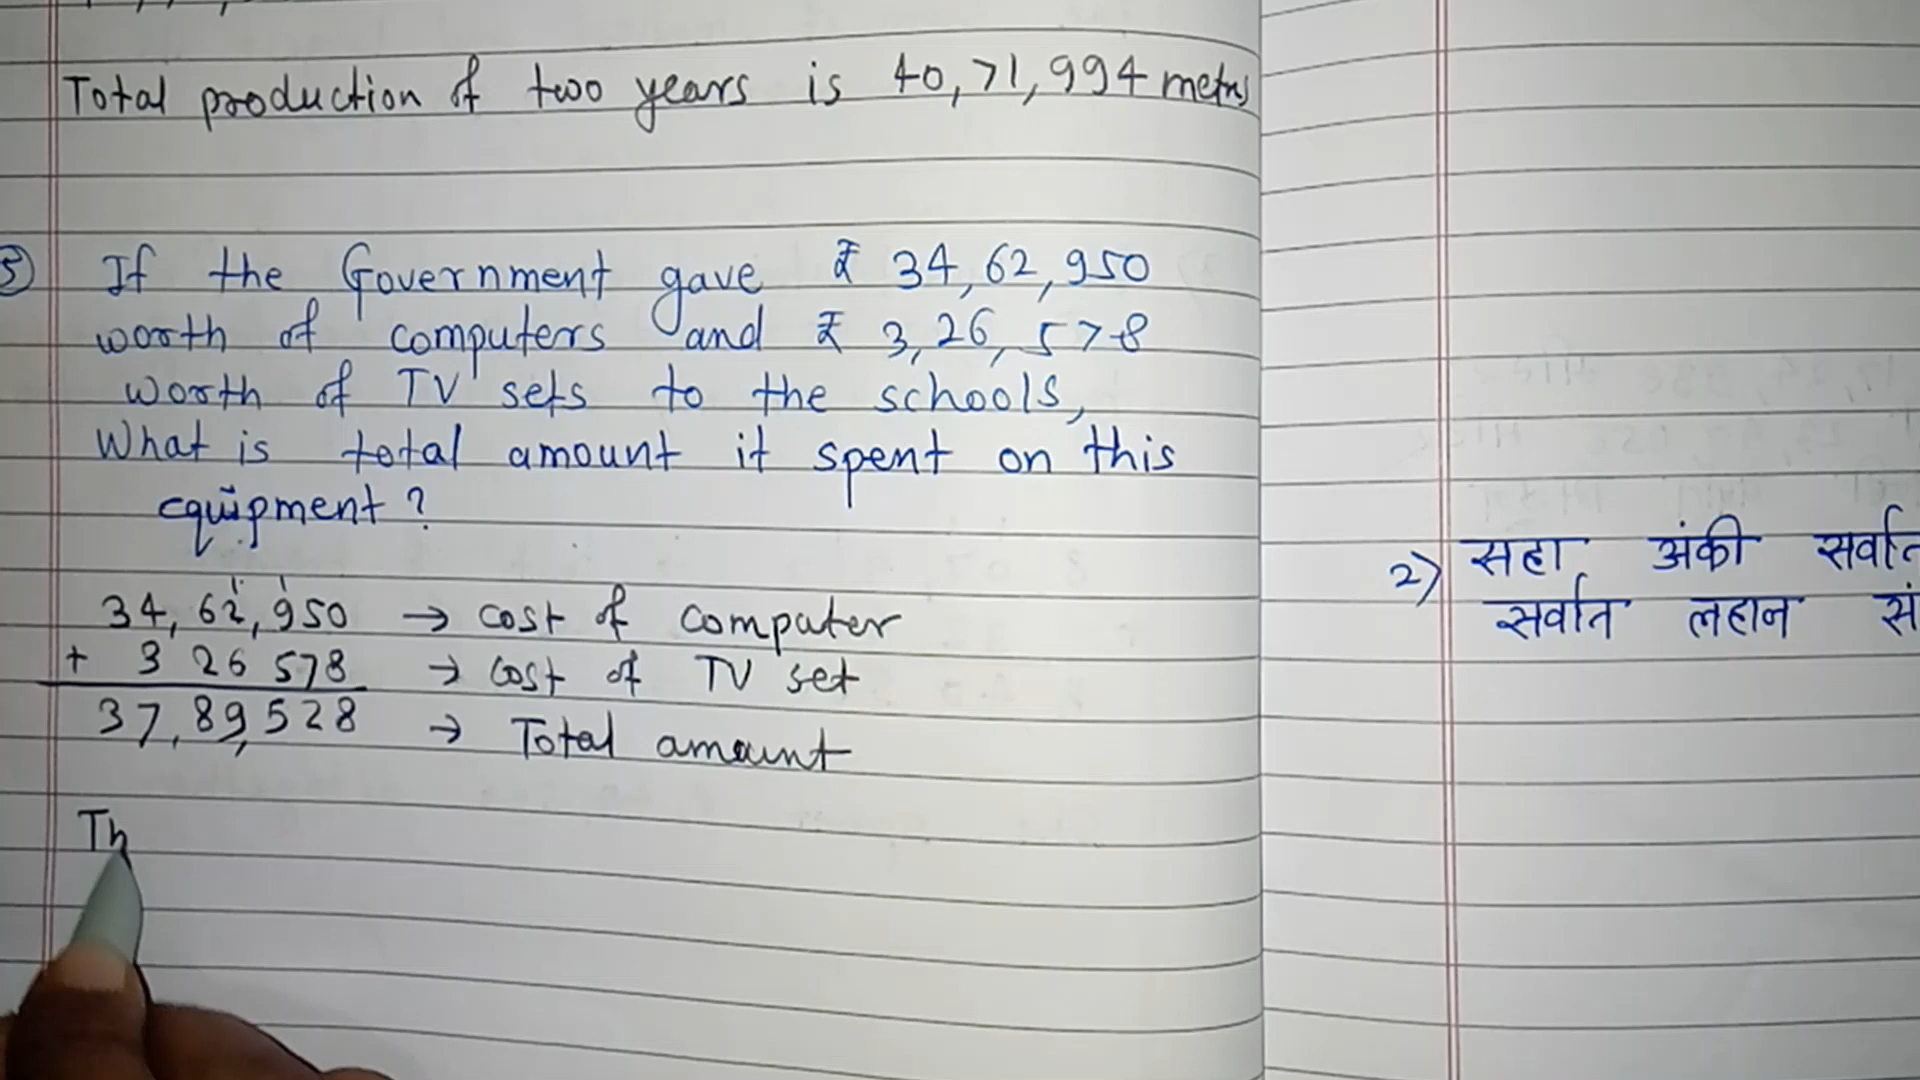 Total production of two years is 40,71,994 metrs
5) If the Government gave ₹ 34,62,950
worth of computers and ₹ 3,26,578
worth of TV sets to the schools,
What is total amount it spent on this
equipment ?
1 1
34,62,950 → cost of computer
+ 3 26 578 → cost of TV set
37,89,528 → Total amount
Th
2) सहा अंकी
सर्वात लहान